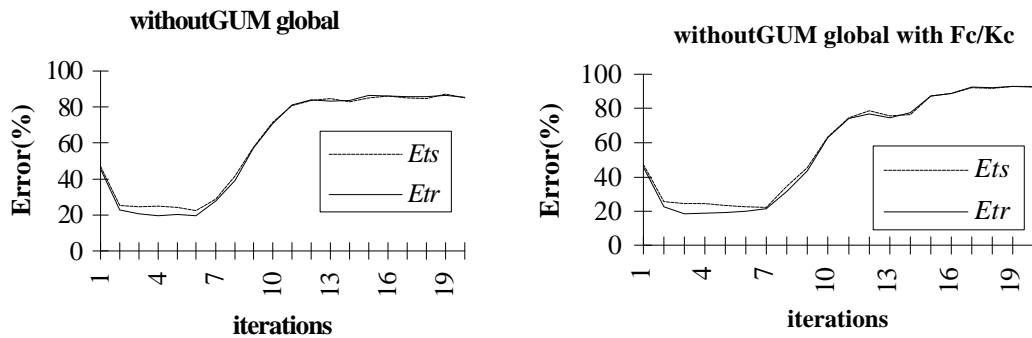 withoutGUM global
Error(%)
100
80
60
40
20
0
Ets
Etr
1
4
7
10
13
16
19
iterations
withoutGUM global with Fc/Kc
Error(%)
100
80
60
40
20
0
Ets
Etr
1
4
7
10
13
16
19
iterations